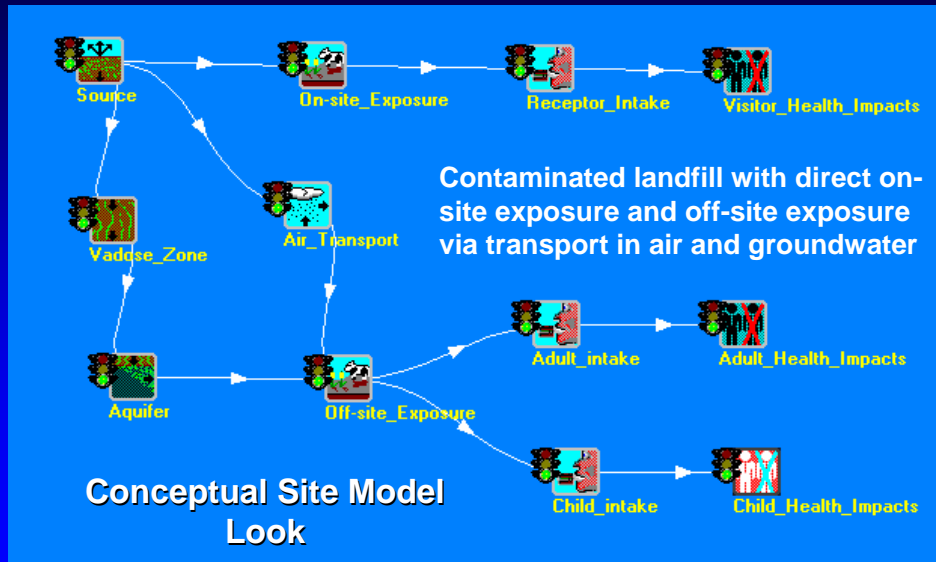 Source
On-site_Exposure
Receptor_Intake
Visitor_Health_Impacts
Contaminated landfill with direct on-
site exposure and off-site exposure
via transport in air and groundwater
Vadose_Zone
Air_Transport
Adult_intake
Adult_Health_Impacts
Aquifer
Off-site_Exposure
Conceptual Site Model
Look
Child_intake
Child_Health_Impacts